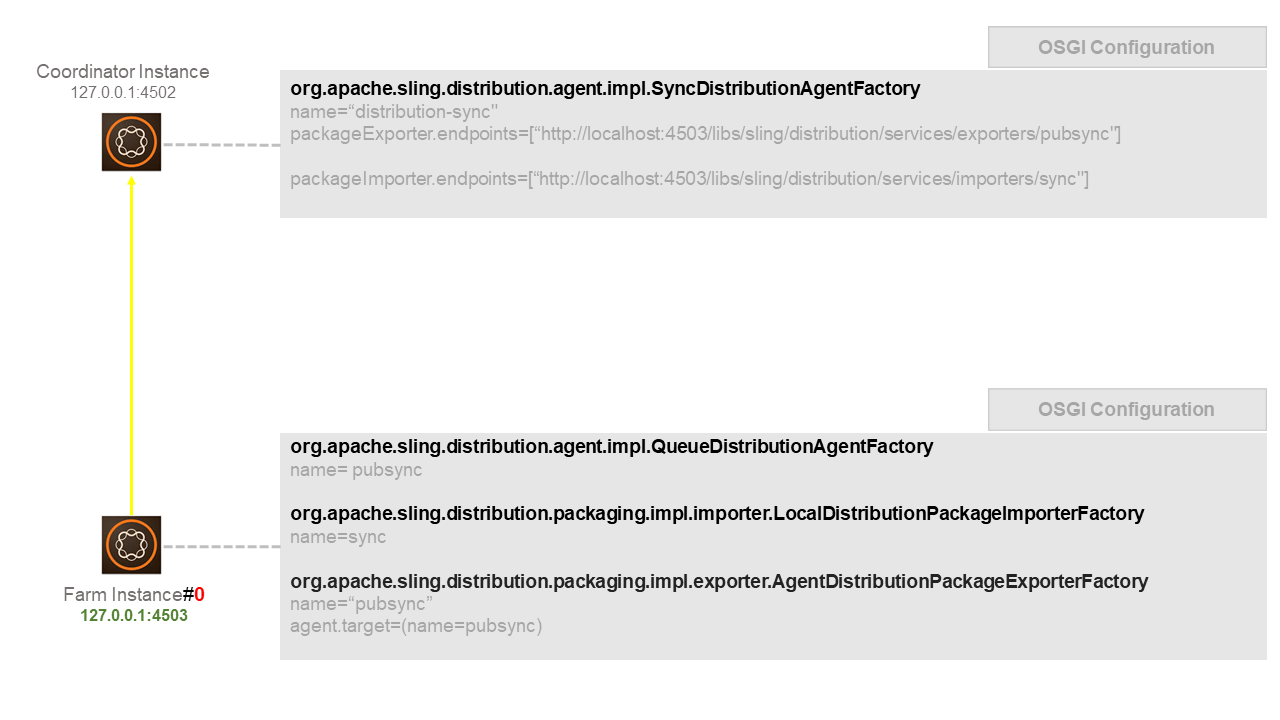 OSGI Configuration
Coordinator Instance
127.0.0.1:4502
org.apache.sling.distribution.agent.impl.SyncDistributionAgentFactory
name=“distribution-sync"
packageExporter.endpoints=[“http://localhost:4503/libs/sling/distribution/services/exporters/pubsync"]
packageImporter.endpoints=[“http://localhost:4503/libs/sling/distribution/services/importers/sync"]
OSGI Configuration
org.apache.sling.distribution.agent.impl.QueueDistributionAgentFactory
name= pubsync
org.apache.sling.distribution.packaging.impl.importer.LocalDistributionPackageImporterFactory
name=sync
org.apache.sling.distribution.packaging.impl.exporter.AgentDistributionPackageExporterFactory
name=“pubsync”
agent.target=(name=pubsync)
Farm Instance#0
127.0.0.1:4503